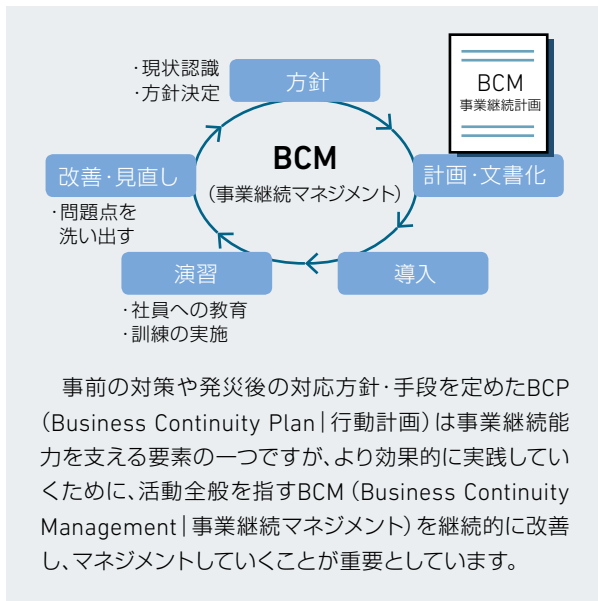 ・現状認識
・方針決定
方針
BCM
事業継続計画
BCM
(事業継続マネジメント)
改善・見直し
計画・文書化
・問題点を
洗い出す
演習
導入
・社員への教育
・訓練の実施
事前の対策や発災後の対応方針・手段を定めたBCP
(Business Continuity Plan|行動計画)は事業継続能
力を支える要素の一つですが、より効果的に実践してい
くために、活動全般を指すBCM(Business Continuity
Management|事業継続マネジメント)を継続的に改善
し、マネジメントしていくことが重要としています。